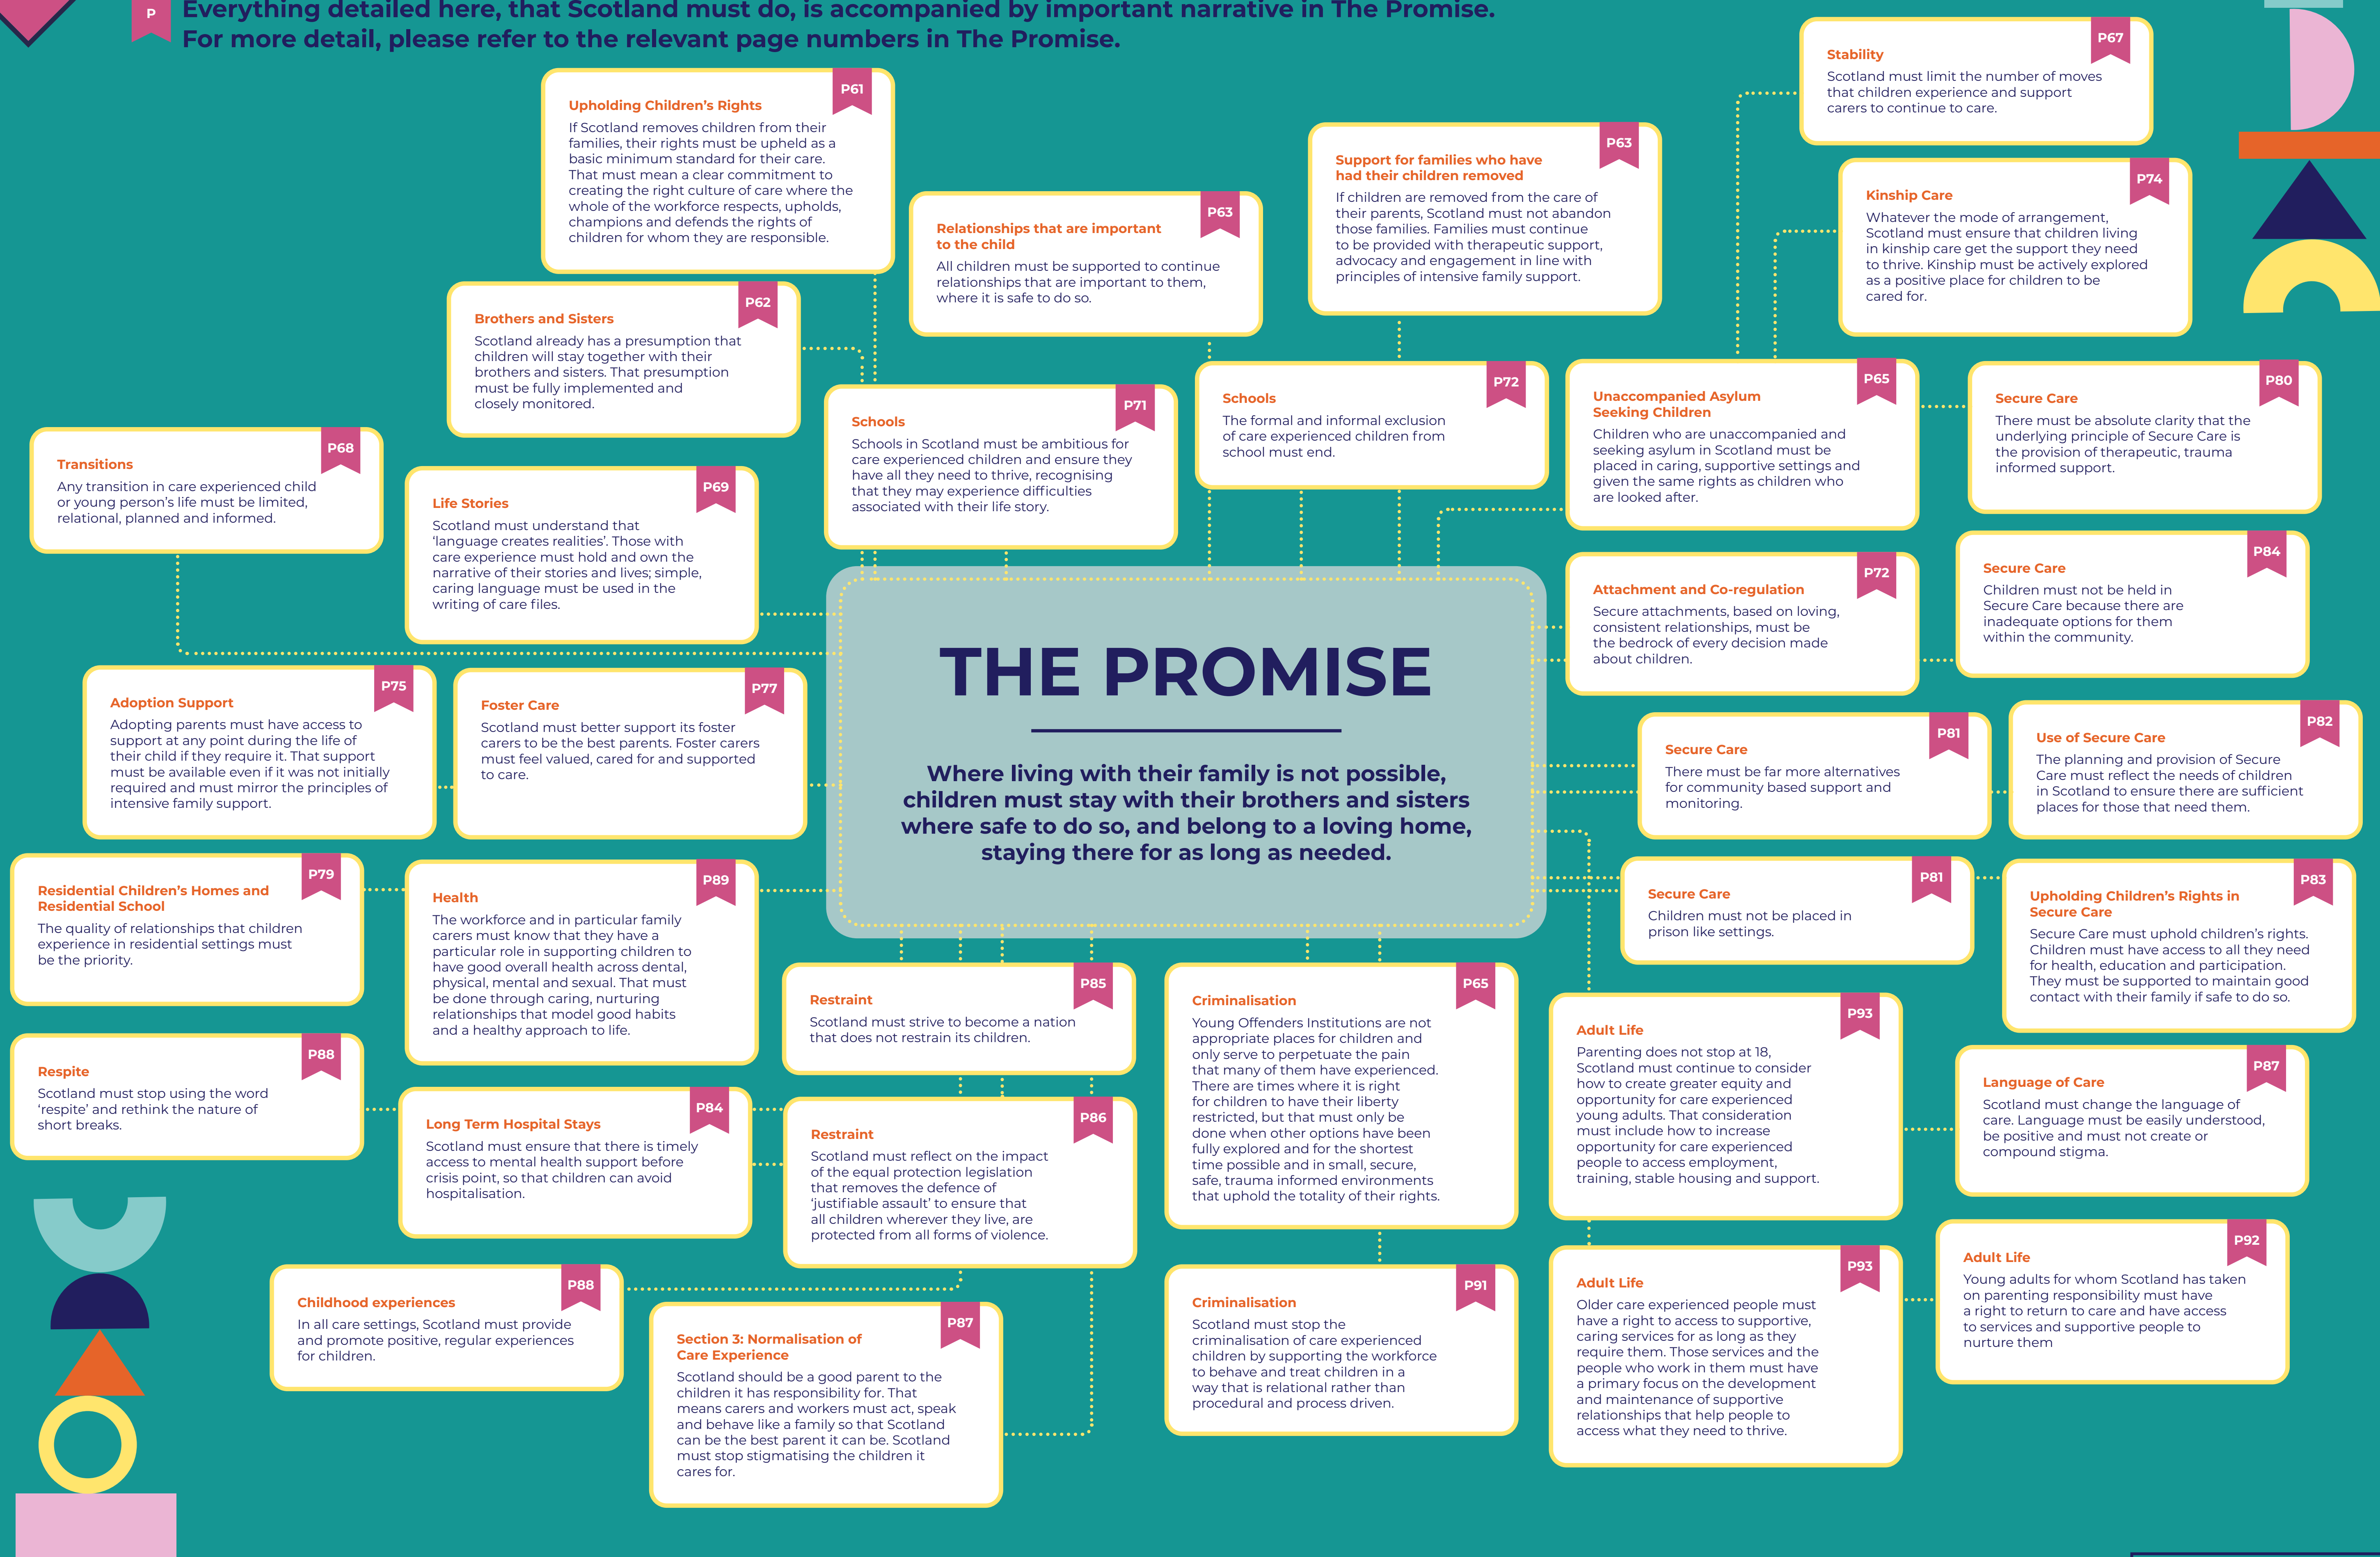 P
Everything detailed here, that Scotland must do, is accompanied by important narrative in The Promise.
For more detail, please refer to the relevant page numbers in The Promise.
P61
Upholding Children’s Rights
If Scotland removes children from their
families, their rights must be upheld as a
basic minimum standard for their care.
That must mean a clear commitment to
creating the right culture of care where the
whole of the workforce respects, upholds,
champions and defends the rights of
children for whom they are responsible.
P63
Relationships that are important
to the child
All children must be supported to continue
relationships that are important to them,
where it is safe to do so.
P63
Support for families who have
had their children removed
If children are removed from the care of
their parents, Scotland must not abandon
those families. Families must continue
to be provided with therapeutic support,
advocacy and engagement in line with
principles of intensive family support.
P67
Stability
Scotland must limit the number of moves
that children experience and support
carers to continue to care.
P74
Kinship Care
Whatever the mode of arrangement,
Scotland must ensure that children living
in kinship care get the support they need
to thrive. Kinship must be actively explored
as a positive place for children to be
cared for.
P62
Brothers and Sisters
Scotland already has a presumption that
children will stay together with their
brothers and sisters. That presumption
must be fully implemented and
closely monitored.
P68
Transitions
Any transition in care experienced child
or young person’s life must be limited,
relational, planned and informed.
P69
Life Stories
Scotland must understand that
‘language creates realities’. Those with
care experience must hold and own the
narrative of their stories and lives; simple,
caring language must be used in the
writing of care files.
P71
Schools
Schools in Scotland must be ambitious for
care experienced children and ensure they
have all they need to thrive, recognising
that they may experience difficulties
associated with their life story.
P72
Schools
The formal and informal exclusion
of care experienced children from
school must end.
P65
Unaccompanied Asylum
Seeking Children
Children who are unaccompanied and
seeking asylum in Scotland must be
placed in caring, supportive settings and
given the same rights as children who
are looked after.
P80
Secure Care
There must be absolute clarity that the
underlying principle of Secure Care is
the provision of therapeutic, trauma
informed support.
P72
Attachment and Co-regulation
Secure attachments, based on loving,
consistent relationships, must be
the bedrock of every decision made
about children.
P84
Secure Care
Children must not be held in
Secure Care because there are
inadequate options for them
within the community.
THE PROMISE
Where living with their family is not possible,
children must stay with their brothers and sisters
where safe to do so, and belong to a loving home,
staying there for as long as needed.
P75
Adoption Support
Adopting parents must have access to
support at any point during the life of
their child if they require it. That support
must be available even if it was not initially
required and must mirror the principles of
intensive family support.
P77
Foster Care
Scotland must better support its foster
carers to be the best parents. Foster carers
must feel valued, cared for and supported
to care.
P81
Secure Care
There must be far more alternatives
for community based support and
monitoring.
P82
Use of Secure Care
The planning and provision of Secure
Care must reflect the needs of children
in Scotland to ensure there are sufficient
places for those that need them.
P79
Residential Children’s Homes and
Residential School
The quality of relationships that children
experience in residential settings must
be the priority.
P89
Health
The workforce and in particular family
carers must know that they have a
particular role in supporting children to
have good overall health across dental,
physical, mental and sexual. That must
be done through caring, nurturing
relationships that model good habits
and a healthy approach to life.
P81
Secure Care
Children must not be placed in
prison like settings.
P83
Upholding Children’s Rights in
Secure Care
Secure Care must uphold children’s rights.
Children must have access to all they need
for health, education and participation.
They must be supported to maintain good
contact with their family if safe to do so.
P88
Respite
Scotland must stop using the word
‘respite’ and rethink the nature of
short breaks.
P84
Long Term Hospital Stays
Scotland must ensure that there is timely
access to mental health support before
crisis point, so that children can avoid
hospitalisation.
P85
Restraint
Scotland must strive to become a nation
that does not restrain its children.
P86
Restraint
Scotland must reflect on the impact
of the equal protection legislation
that removes the defence of
‘justifiable assault’ to ensure that
all children wherever they live, are
protected from all forms of violence.
P65
Criminalisation
Young Offenders Institutions are not
appropriate places for children and
only serve to perpetuate the pain
that many of them have experienced.
There are times where it is right
for children to have their liberty
restricted, but that must only be
done when other options have been
fully explored and for the shortest
time possible and in small, secure,
safe, trauma informed environments
that uphold the totality of their rights.
P93
Adult Life
Parenting does not stop at 18,
Scotland must continue to consider
how to create greater equity and
opportunity for care experienced
young adults. That consideration
must include how to increase
opportunity for care experienced
people to access employment,
training, stable housing and support.
P87
Language of Care
Scotland must change the language of
care. Language must be easily understood,
be positive and must not create or
compound stigma.
P88
Childhood experiences
In all care settings, Scotland must provide
and promote positive, regular experiences
for children.
P87
Section 3: Normalisation of
Care Experience
Scotland should be a good parent to the
children it has responsibility for. That
means carers and workers must act, speak
and behave like a family so that Scotland
can be the best parent it can be. Scotland
must stop stigmatising the children it
cares for.
P91
Criminalisation
Scotland must stop the
criminalisation of care experienced
children by supporting the workforce
to behave and treat children in a
way that is relational rather than
procedural and process driven.
P93
Adult Life
Older care experienced people must
have a right to access to supportive,
caring services for as long as they
require them. Those services and the
people who work in them must have
a primary focus on the development
and maintenance of supportive
relationships that help people to
access what they need to thrive.
P92
Adult Life
Young adults for whom Scotland has taken
on parenting responsibility must have
a right to return to care and have access
to services and supportive people to
nurture them